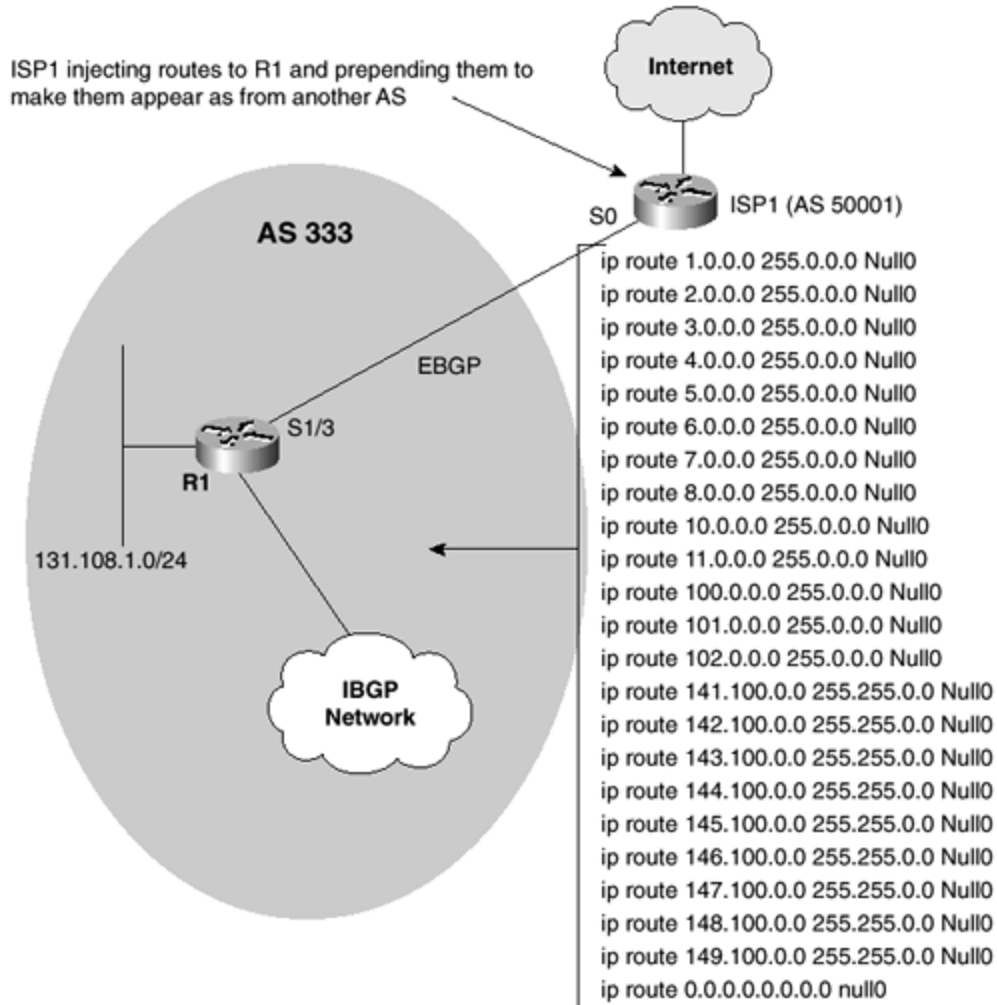 ISP1 injecting routes to R1 and prepending them to
make them appear as from another AS
Internet
ISP1 (AS 50001)
S0
AS 333
EBGP
S1/3
R1
131.108.1.0/24
IBGP
Network
ip route 1.0.0.0 255.0.0.0 Null0
ip route 2.0.0.0 255.0.0.0 Null0
ip route 3.0.0.0 255.0.0.0 Null0
ip route 4.0.0.0 255.0.0.0 Null0
ip route 5.0.0.0 255.0.0.0 Null0
ip route 6.0.0.0 255.0.0.0 Null0
ip route 7.0.0.0 255.0.0.0 Null0
ip route 8.0.0.0 255.0.0.0 Null0
ip route 10.0.0.0 255.0.0.0 Null0
ip route 11.0.0.0 255.0.0.0 Null0
ip route 100.0.0.0 255.0.0.0 Null0
ip route 101.0.0.0 255.0.0.0 Null0
ip route 102.0.0.0 255.0.0.0 Null0
ip route 141.100.0.0 255.255.0.0 Null0
ip route 142.100.0.0 255.255.0.0 Null0
ip route 143.100.0.0 255.255.0.0 Null0
ip route 144.100.0.0 255.255.0.0 Null0
ip route 145.100.0.0 255.255.0.0 Null0
ip route 146.100.0.0 255.255.0.0 Null0
ip route 147.100.0.0 255.255.0.0 Null0
ip route 148.100.0.0 255.255.0.0 Null0
ip route 149.100.0.0 255.255.0.0 Null0
ip route 0.0.0.0.0.0.0.0 null0